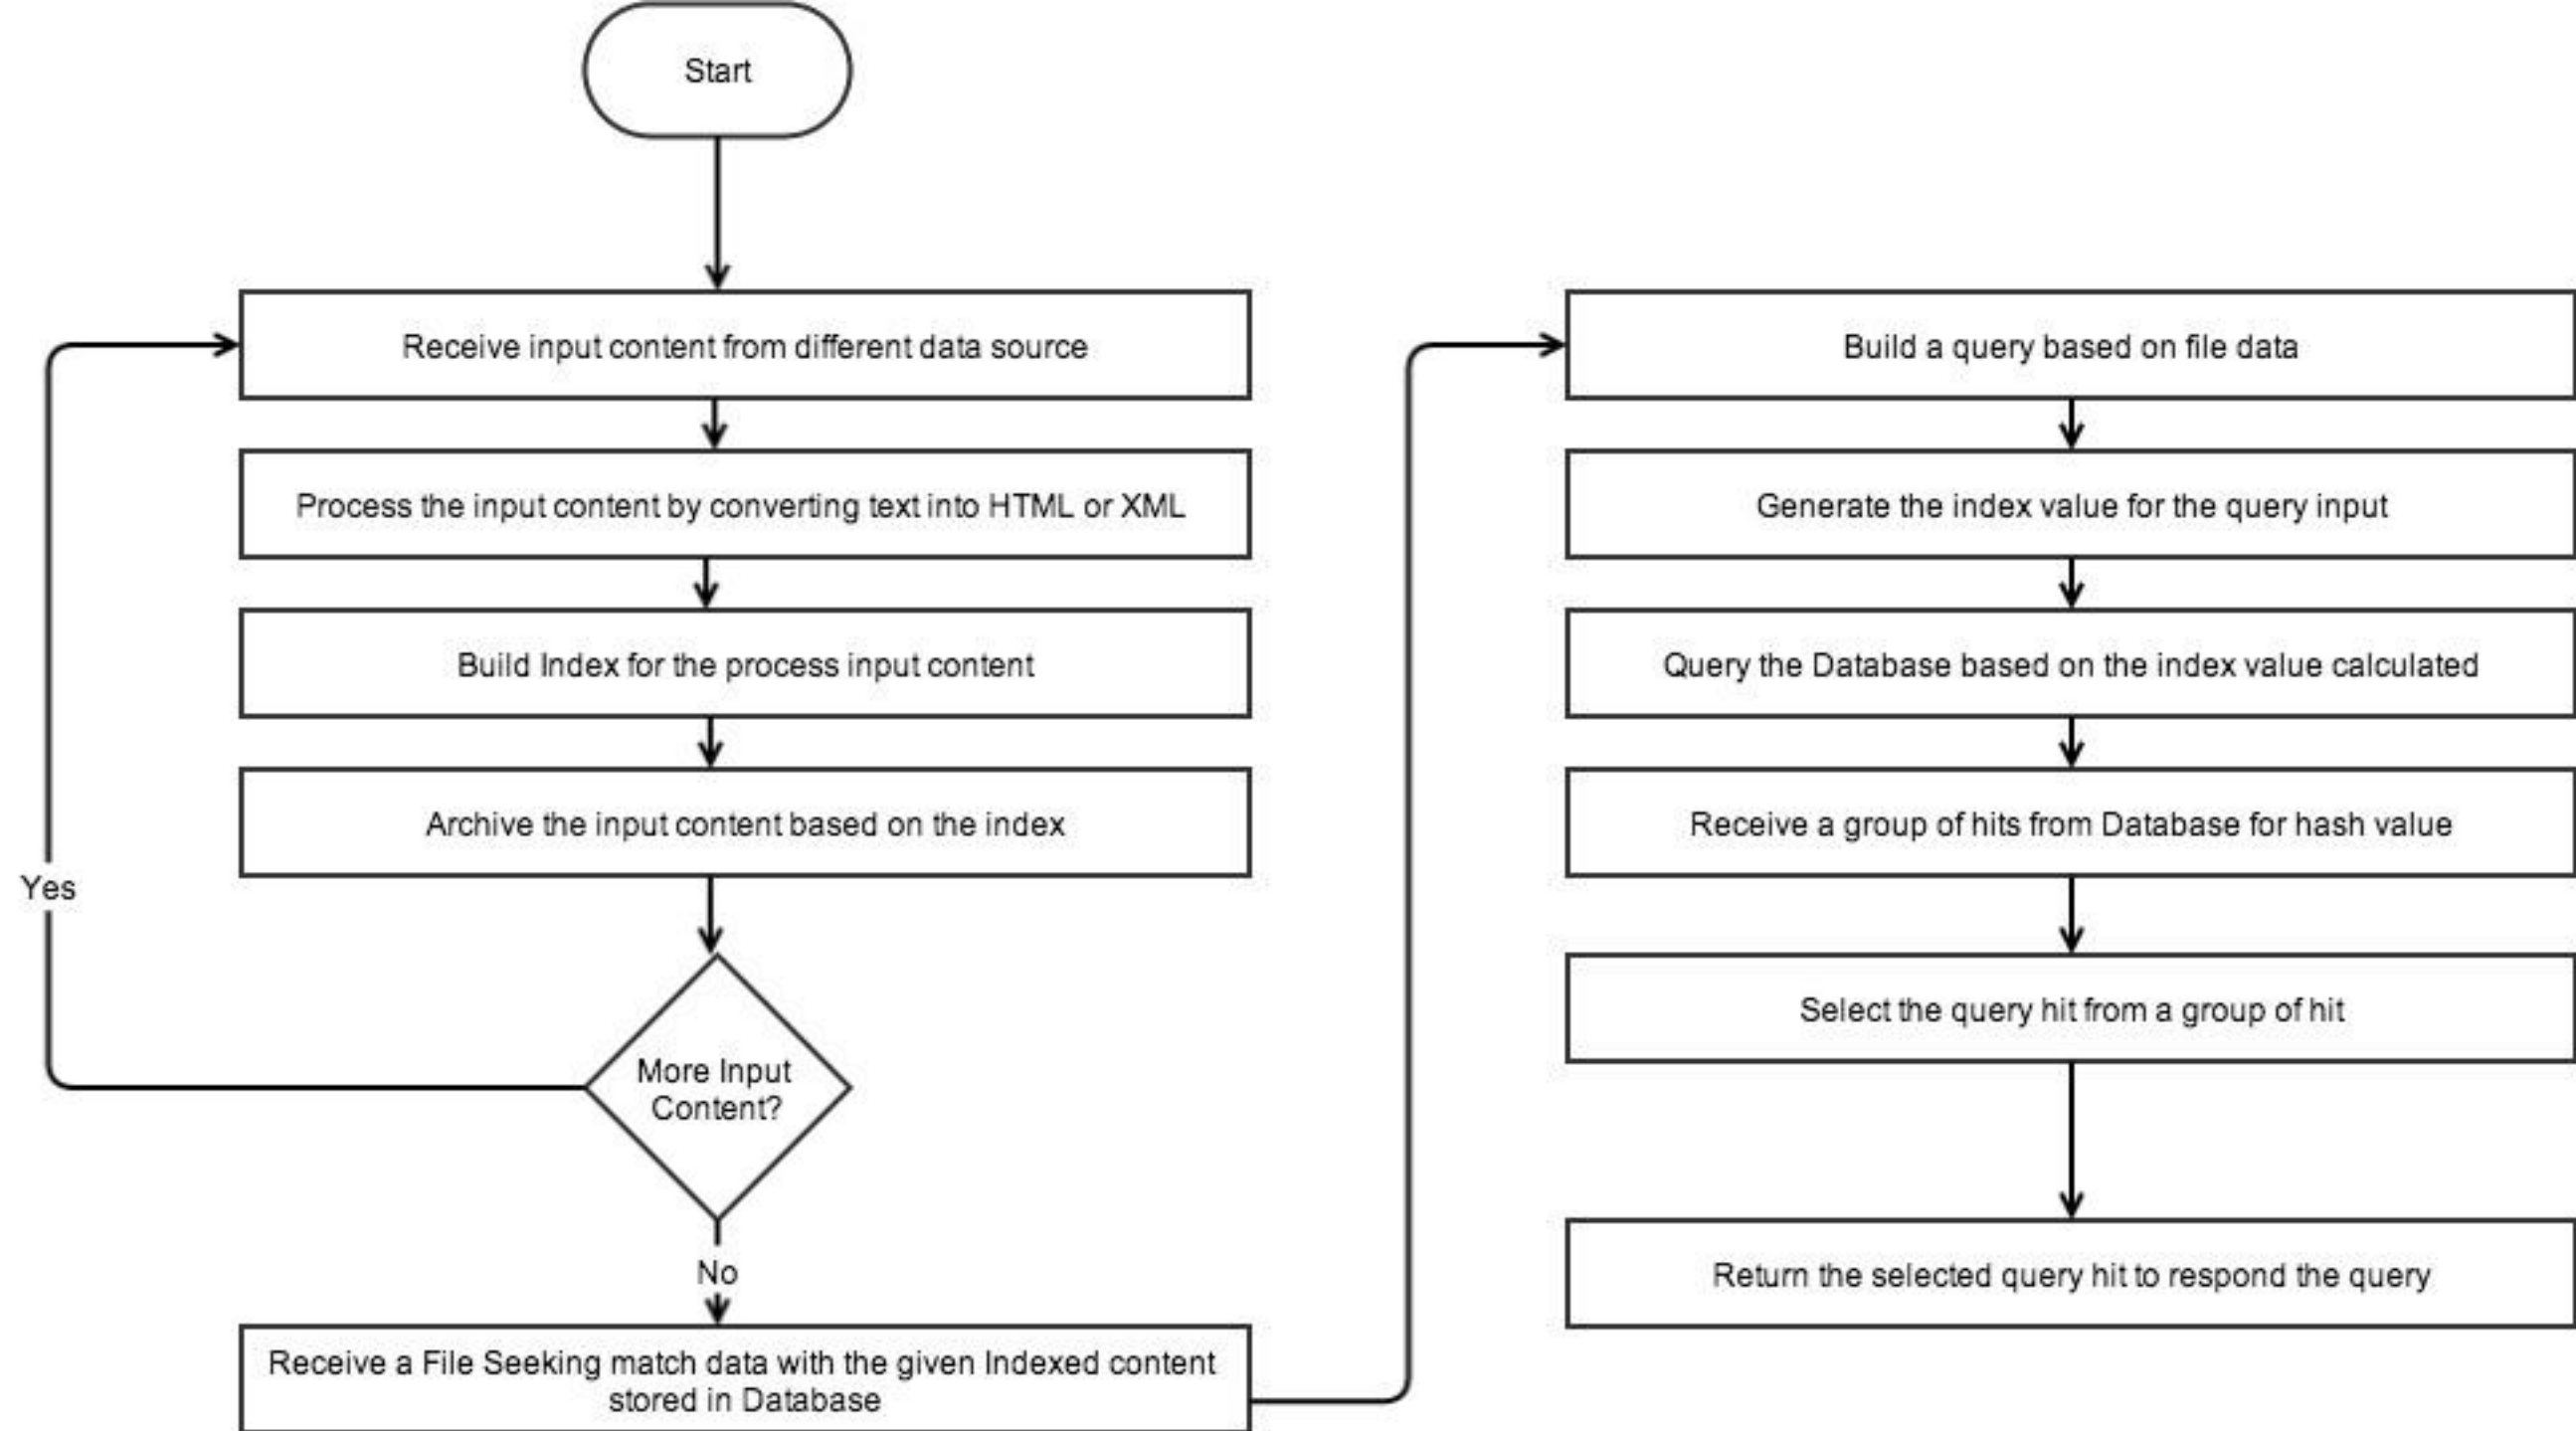 Start
Receive input content from different data source
Process the input content by converting text into HTML or XML
Build Index for the process input content
Archive the input content based on the index
Yes
More Input
Content?
No
Receive a File Seeking match data with the given Indexed content
stored in Database
Build a query based on file data
Generate the index value for the query input
Query the Database based on the index value calculated
Receive a group of hits from Database for hash value
Select the query hit from a group of hit
Return the selected query hit to respond the query